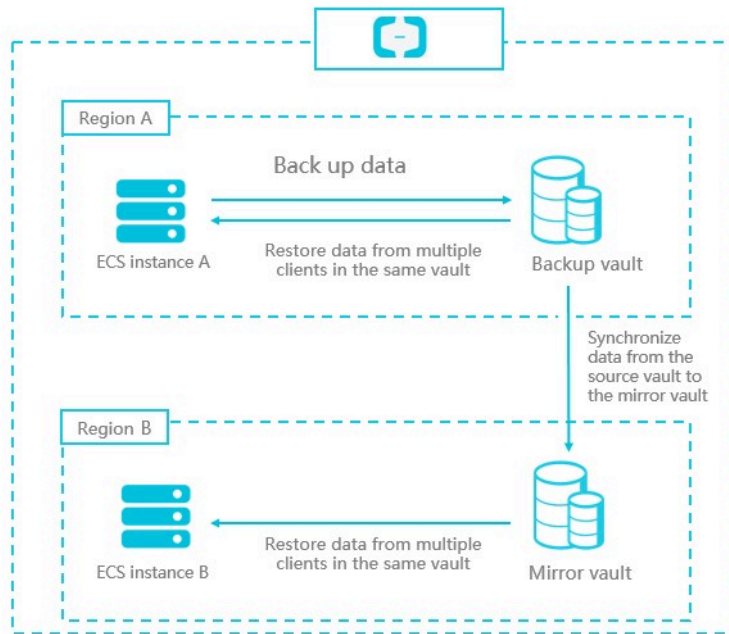 Region A
Back up data
Restore data from multiple
clients in the same vault
ECS instance A
Backup vault
Synchronize
data from the
source vault to
the mirror vault
Region B
Restore data from multiple
clients in the same vault
ECS instance B
Mirror vault